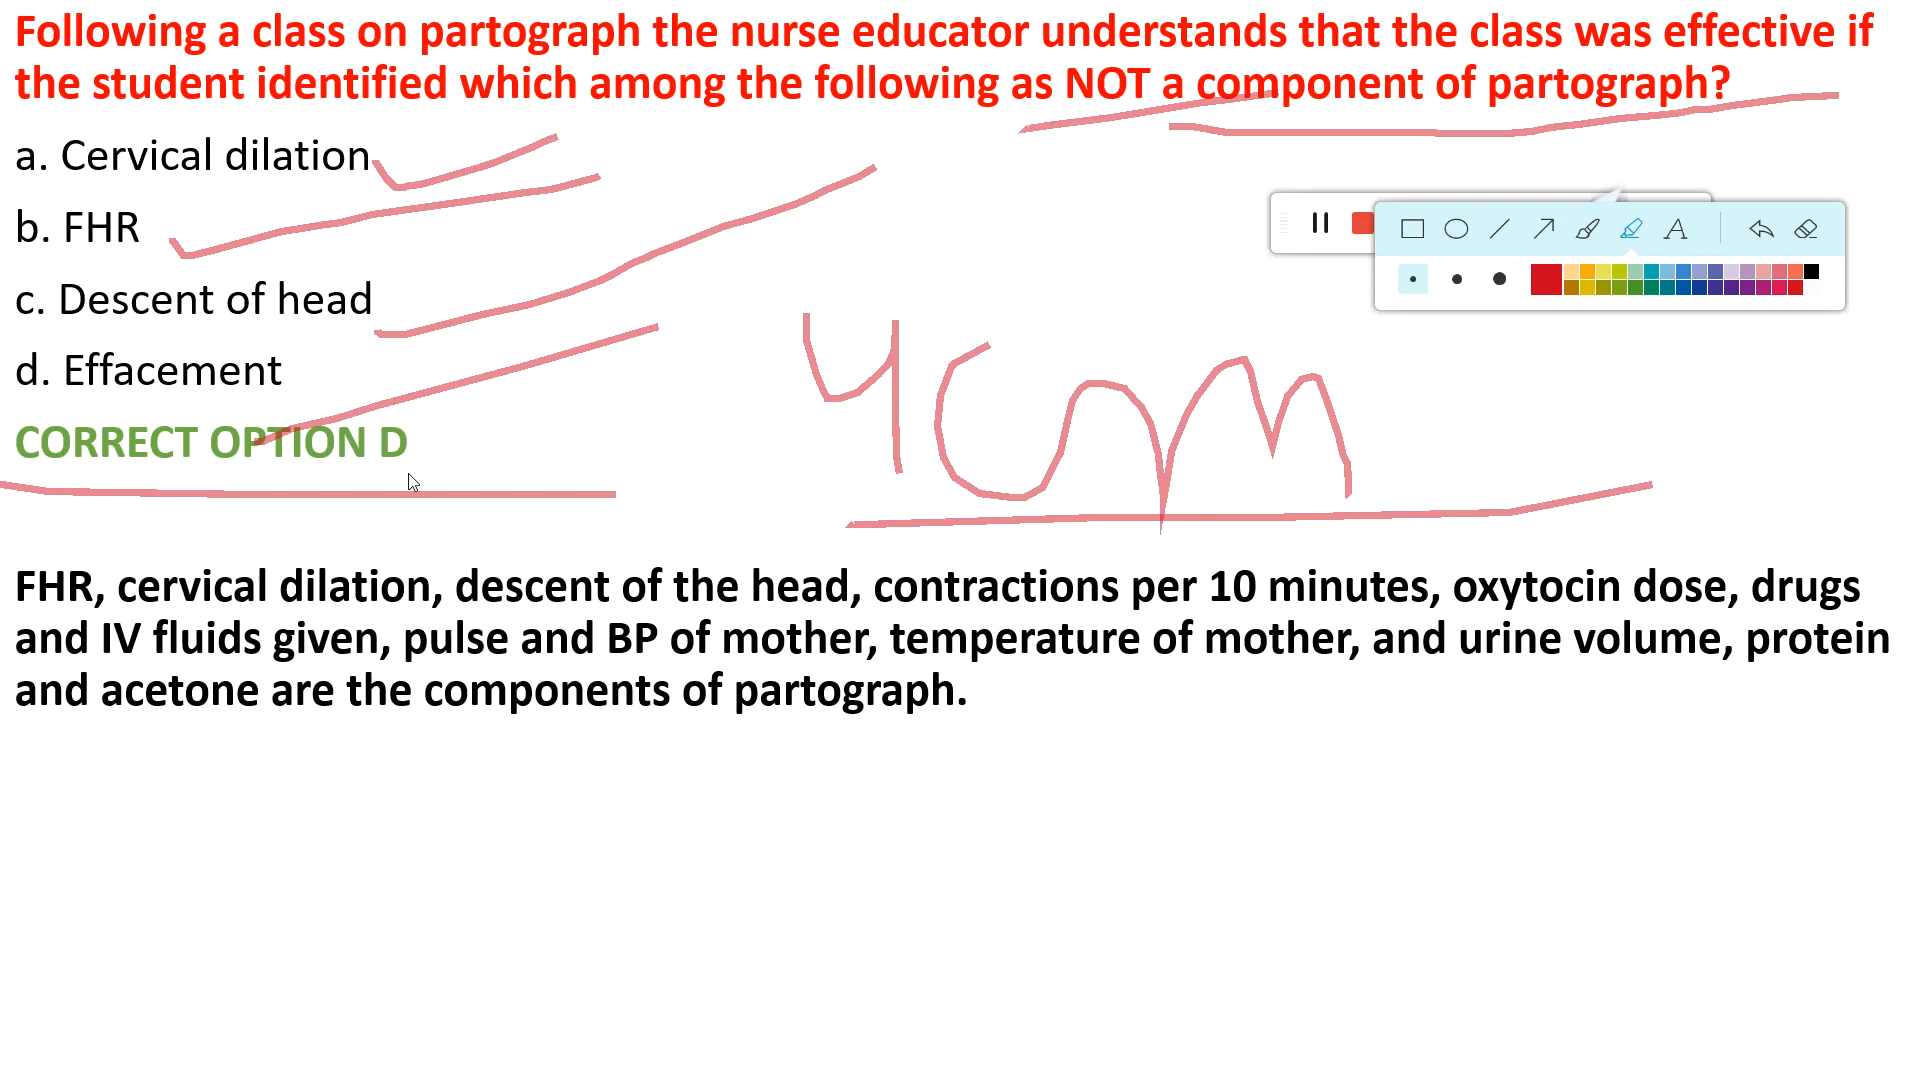 Following a class on partograph the nurse educator understands that the class was effective if
the student identified which among the following as NOT a component of partograph?
a. Cervical dilation
b. FHR
c. Descent of head
d. Effacement
CORRECT OPTION D
4cm
FHR, cervical dilation, descent of the head, contractions per 10 minutes, oxytocin dose, drugs
and IV fluids given, pulse and BP of mother, temperature of mother, and urine volume, protein
and acetone are the components of partograph.